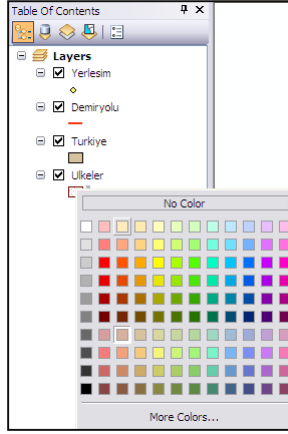 Table Of Contents
Layers
Yerlesim
Demiryolu
Turkiye
Ulkeler
No Color
More Colors...